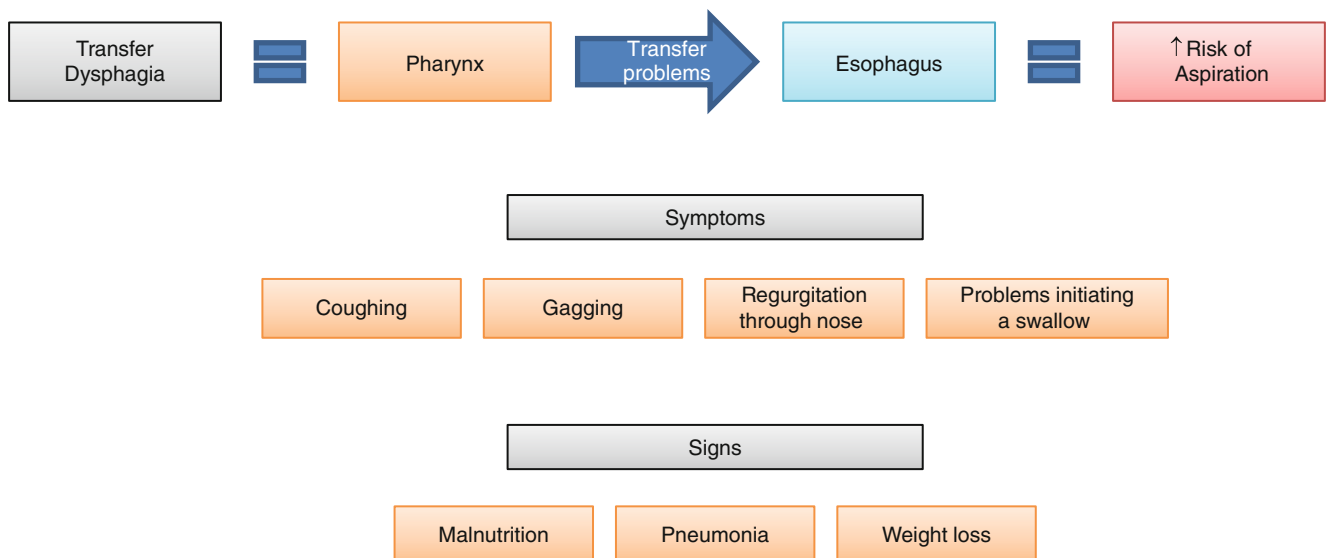 Transfer
Dysphagia
Pharynx
Transfer
problems
Esophagus
↑Risk of
Aspiration
Symptoms
Coughing
Gagging
Regurgitation
through nose
Problems initiating
a swallow
Signs
Malnutrition
Pneumonia
Weight loss